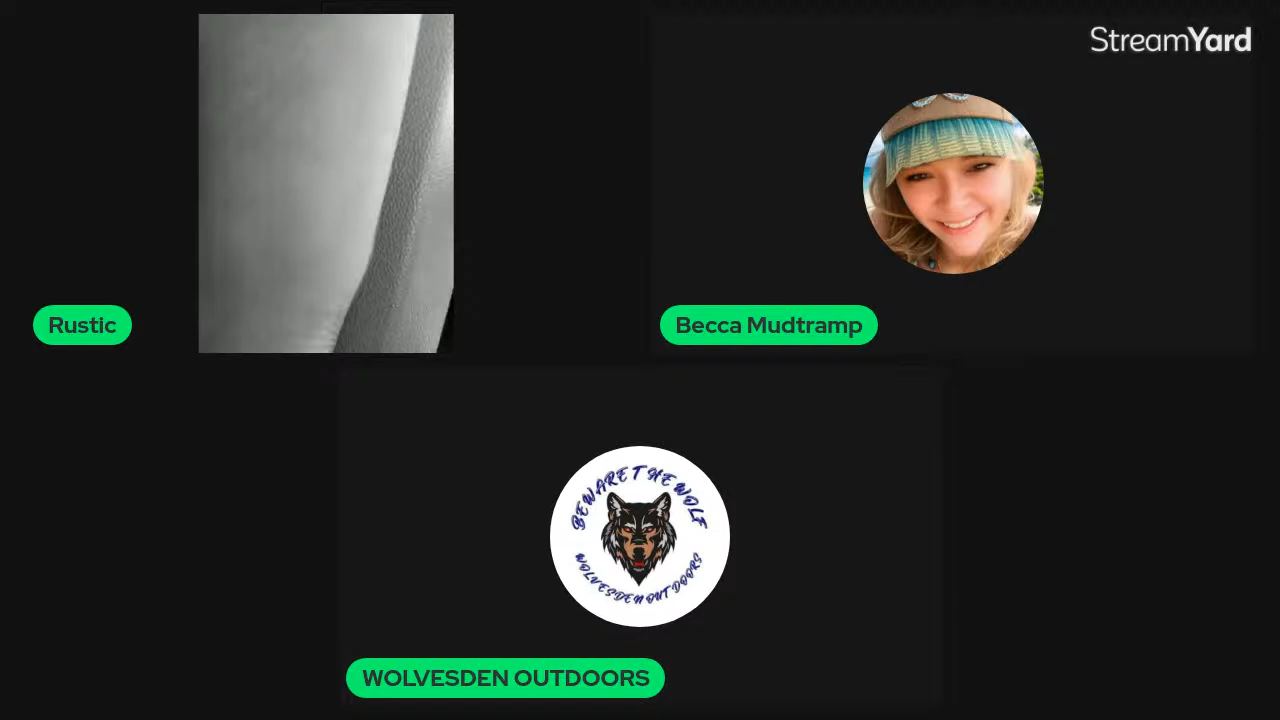 StreamYard
Rustic
Becca Mudtramp
BEWARE THE WOLF
WOLVESDEN OUTDOORS
WOLVESDEN OUTDOORS